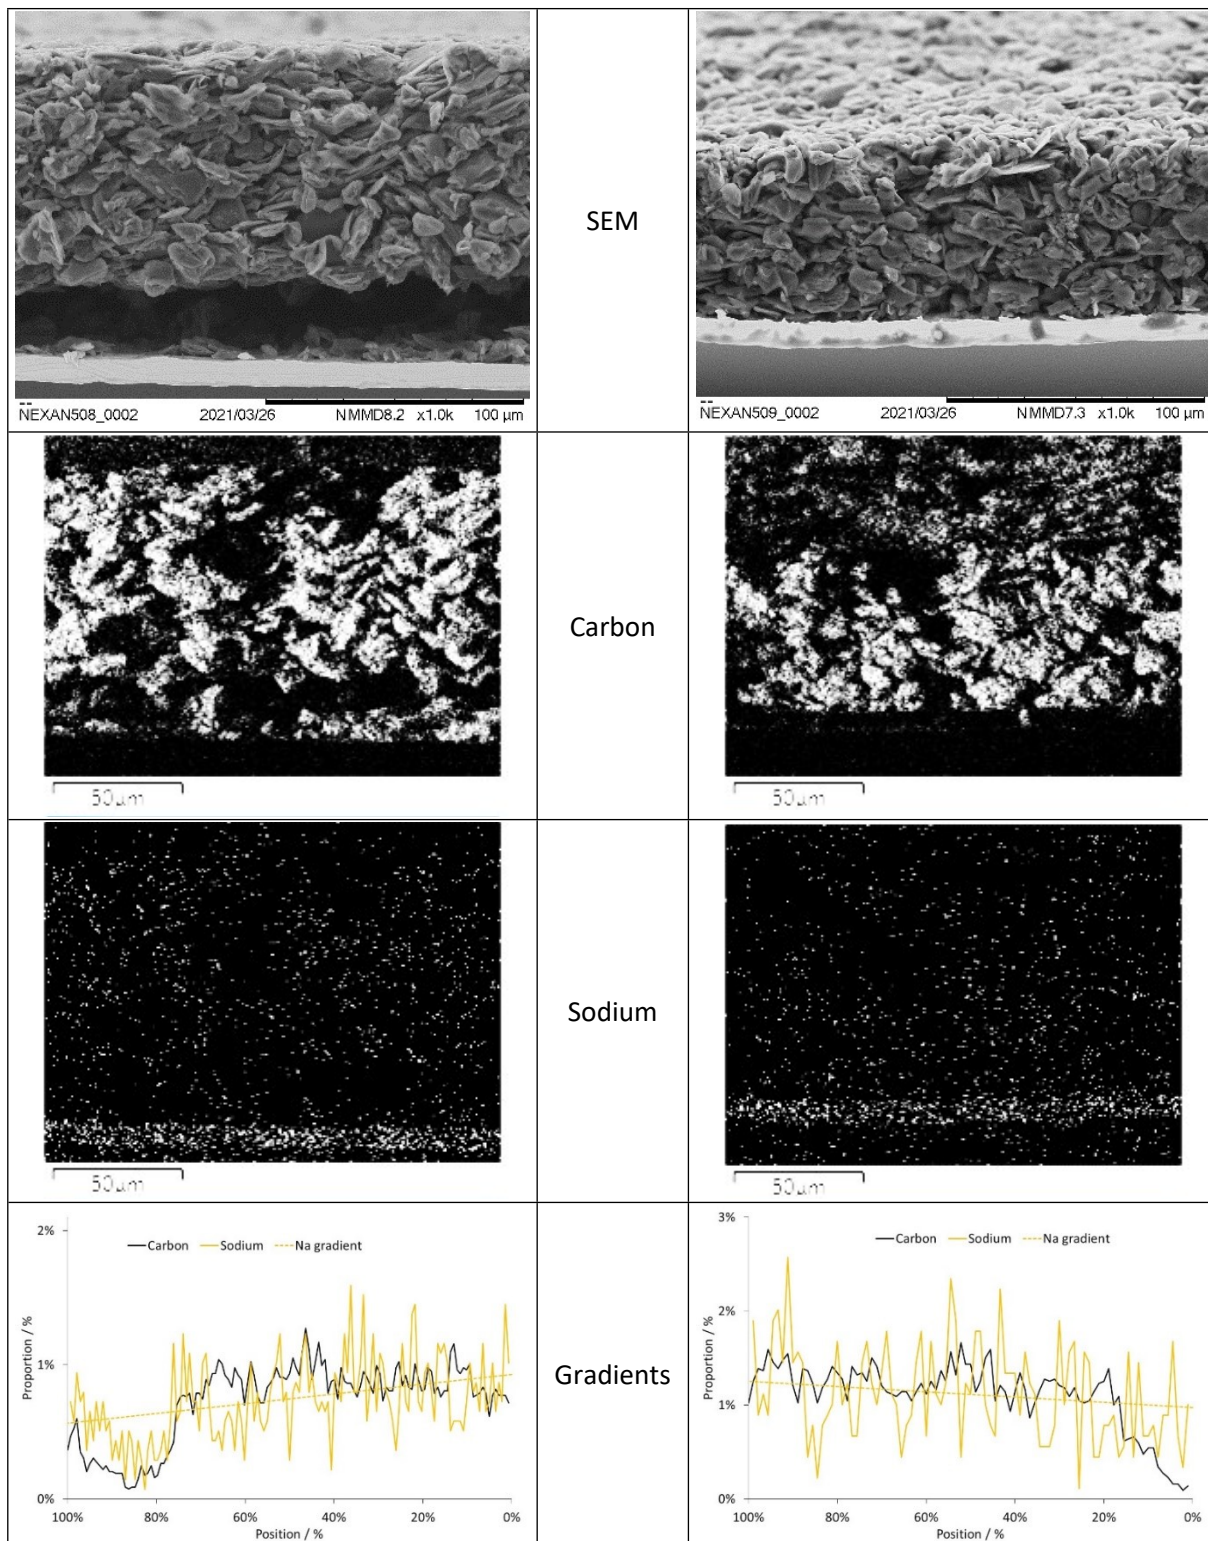 SEM
NEXAN508_0002 2021/03/26 NMMD8.2 x1.0k 100 µm
NEXAN509_0002 2021/03/26 NMMD7.3 x1.0k 100 µm
Carbon
50µm
50µm
Sodium
50µm
50µm
Gradients
2%
1%
0%
Proportion / %
Carbon Sodium Na gradient
100% 80% 60% 40% 20% 0%
Position / %
3%
2%
1%
0%
Proportion / %
Carbon Sodium Na gradient
100% 80% 60% 40% 20% 0%
Position / %